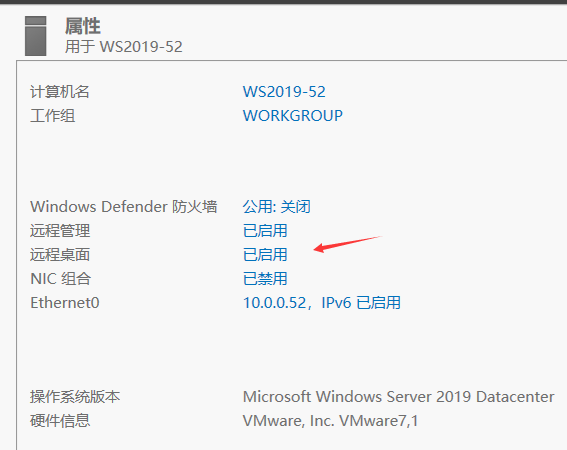 属性
用于 WS2019-52
计算机名 WS2019-52
工作组 WORKGROUP
Windows Defender 防火墙 公用: 关闭
远程管理 已启用
远程桌面 已启用
NIC 组合 已禁用
Ethernet0 10.0.0.52，IPv6 已启用
操作系统版本 Microsoft Windows Server 2019 Datacenter
硬件信息 VMware, Inc. VMware7,1